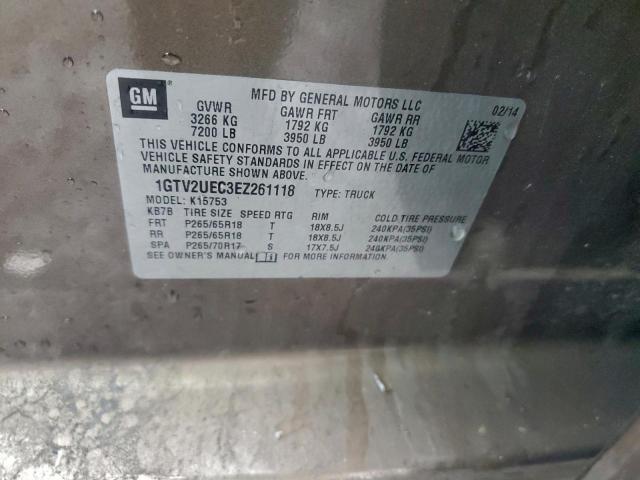 GM
MFD BY GENERAL MOTORS LLC
02/14
GVWR GAWR FRT GAWR RR
3266 KG 1792 KG 1792 KG
7200 LB 3950 LB 3950 LB
THIS VEHICLE CONFORMS TO ALL APPLICABLE U.S. FEDERAL MOTOR
VEHICLE SAFETY STANDARDS IN EFFECT ON THE DATE OF
MANUFACTURE SHOWN ABOVE.
1GTV2UEC3EZ261118 TYPE: TRUCK
MODEL: K15753
KB7B TIRE SIZE SPEED RTG RIM COLD TIRE PRESSURE
FRT P265/65R18 T 18X8.5J 240KPA(35PSI)
RR P265/65R18 T 18X8.5J 240KPA(35PSI)
SPA P265/70R17 S 17X7.5J 240KPA(35PSI)
SEE OWNER'S MANUAL FOR MORE INFORMATION.